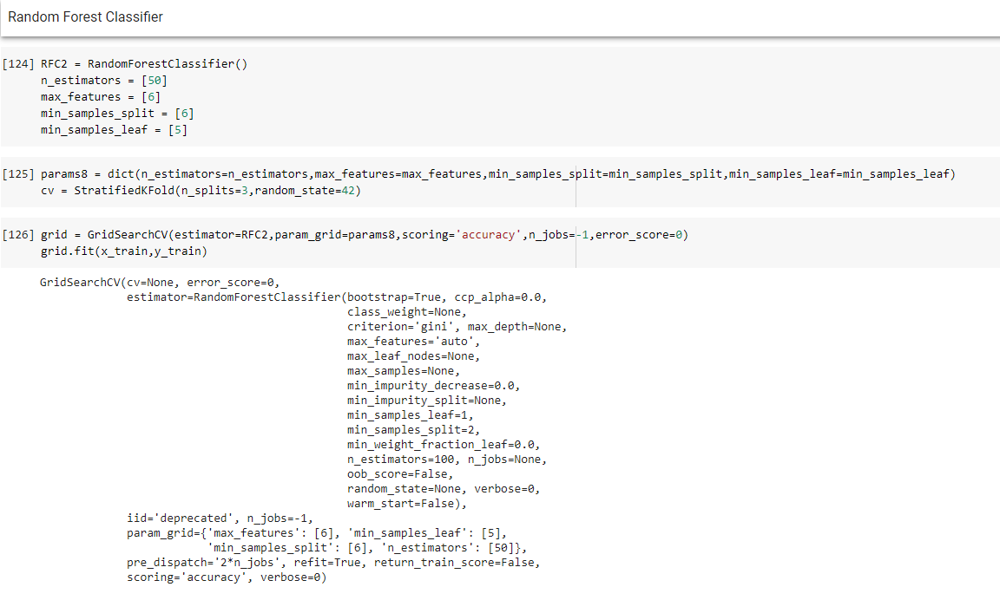 Random Forest Classifier
[124] RFC2 = RandomForestClassifier()
n_estimators = [50]
max_features = [6]
min_samples_split = [6]
min_samples_leaf = [5]
[125] params8 = dict(n_estimators=n_estimators,max_features=max_features,min_samples_split=min_samples_split,min_samples_leaf=min_samples_leaf)
cv = StratifiedKFold(n_splits=3,random_state=42)
[126] grid = GridSearchCV(estimator=RFC2,param_grid=params8,scoring='accuracy',n_jobs=-1,error_score=0)
grid.fit(x_train,y_train)
GridSearchCV(cv=None, error_score=0,
estimator=RandomForestClassifier(bootstrap=True, ccp_alpha=0.0,
class_weight=None,
criterion='gini', max_depth=None,
max_features='auto',
max_leaf_nodes=None,
max_samples=None,
min_impurity_decrease=0.0,
min_impurity_split=None,
min_samples_leaf=1,
min_samples_split=2,
min_weight_fraction_leaf=0.0,
n_estimators=100, n_jobs=None,
oob_score=False,
random_state=None, verbose=0,
warm_start=False),
iid='deprecated', n_jobs=-1,
param_grid={'max_features': [6], 'min_samples_leaf': [5],
'min_samples_split': [6], 'n_estimators': [50]},
pre_dispatch='2*n_jobs', refit=True, return_train_score=False,
scoring='accuracy', verbose=0)